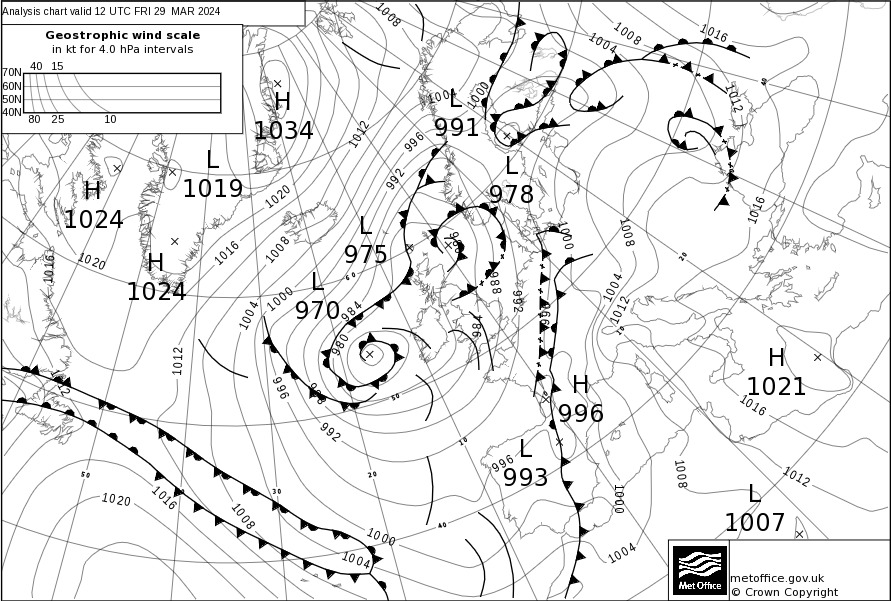 Analysis chart valid 12 UTC FRI 29 MAR 2024
Geostrophic wind scale
in kt for 4.0 hPa intervals
40 15
70N
60N
50N
40N
80 25 10
1008
1008
1016
1004
1004
1000
1012
H
1034
L
991
1012
996
992
L
1019
L
978
H
1024
1020
1016
L
975
1000
1008
1016
1008
988
H
1024
1020
1016
L
970
60
20
1000
1004
984
988
992
996
1004
1012
10
980
984
1012
H
1021
1012
996
988
50
H
996
1016
992
10
L
993
996
50
20
1008
1012
30
1020
1016
1008
1000
L
1007
40
1000
1004
1004
Met Office
metoffice.gov.uk
© Crown Copyright